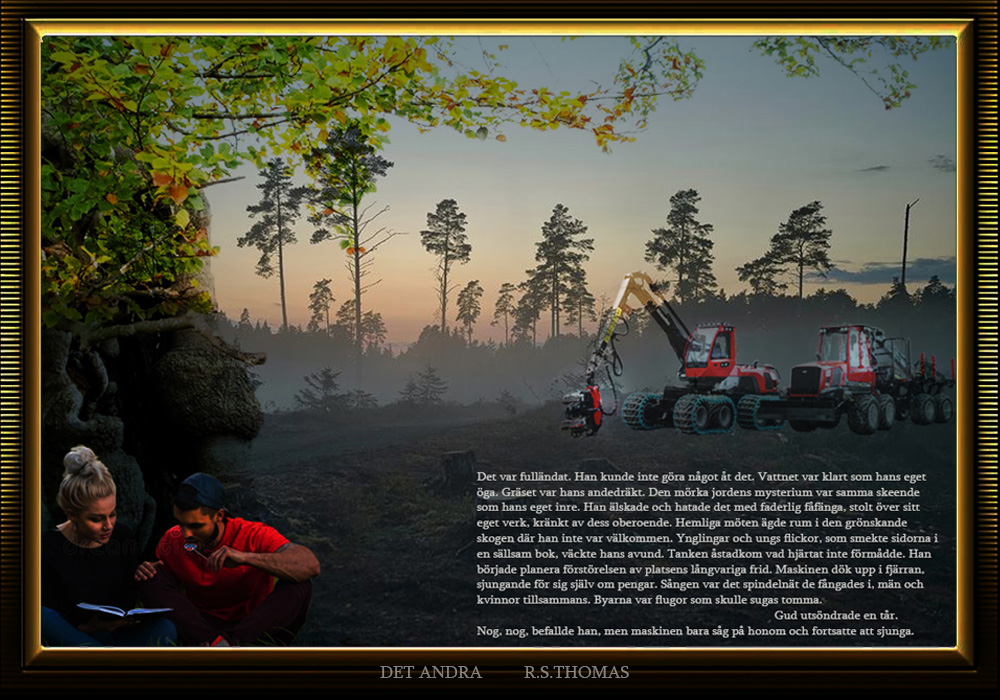 Det var fulländat. Han kunde inte göra något åt det. Vattnet var klart som hans eget
öga. Gräset var hans andedräkt. Den mörka jordens mysterium var samma skeende
som hans eget inre. Han älskade och hatade det med faderlig fåfänga, stolt över sitt
eget verk, kränkt av dess oberoende. Hemliga möten ägde rum i den grönskande
skogen där han inte var välkommen. Ynglingar och ungs flickor, som smekte sidorna i
en sällsam bok, väckte hans avund. Tanken åstadkom vad hjärtat inte förmådde. Han
började planera förstörelsen av platsens långvariga frid. Maskinen dök upp i fjärran,
sjungande för sig själv om pengar. Sången var det spindelnät de fångades i, män och
kvinnor tillsammans. Byarna var flugor som skulle sugas tomma.
Gud utsöndrade en tår.
Nog, nog, befallde han, men maskinen bara såg på honom och fortsatte att sjunga.
DET ANDRA R.S.THOMAS